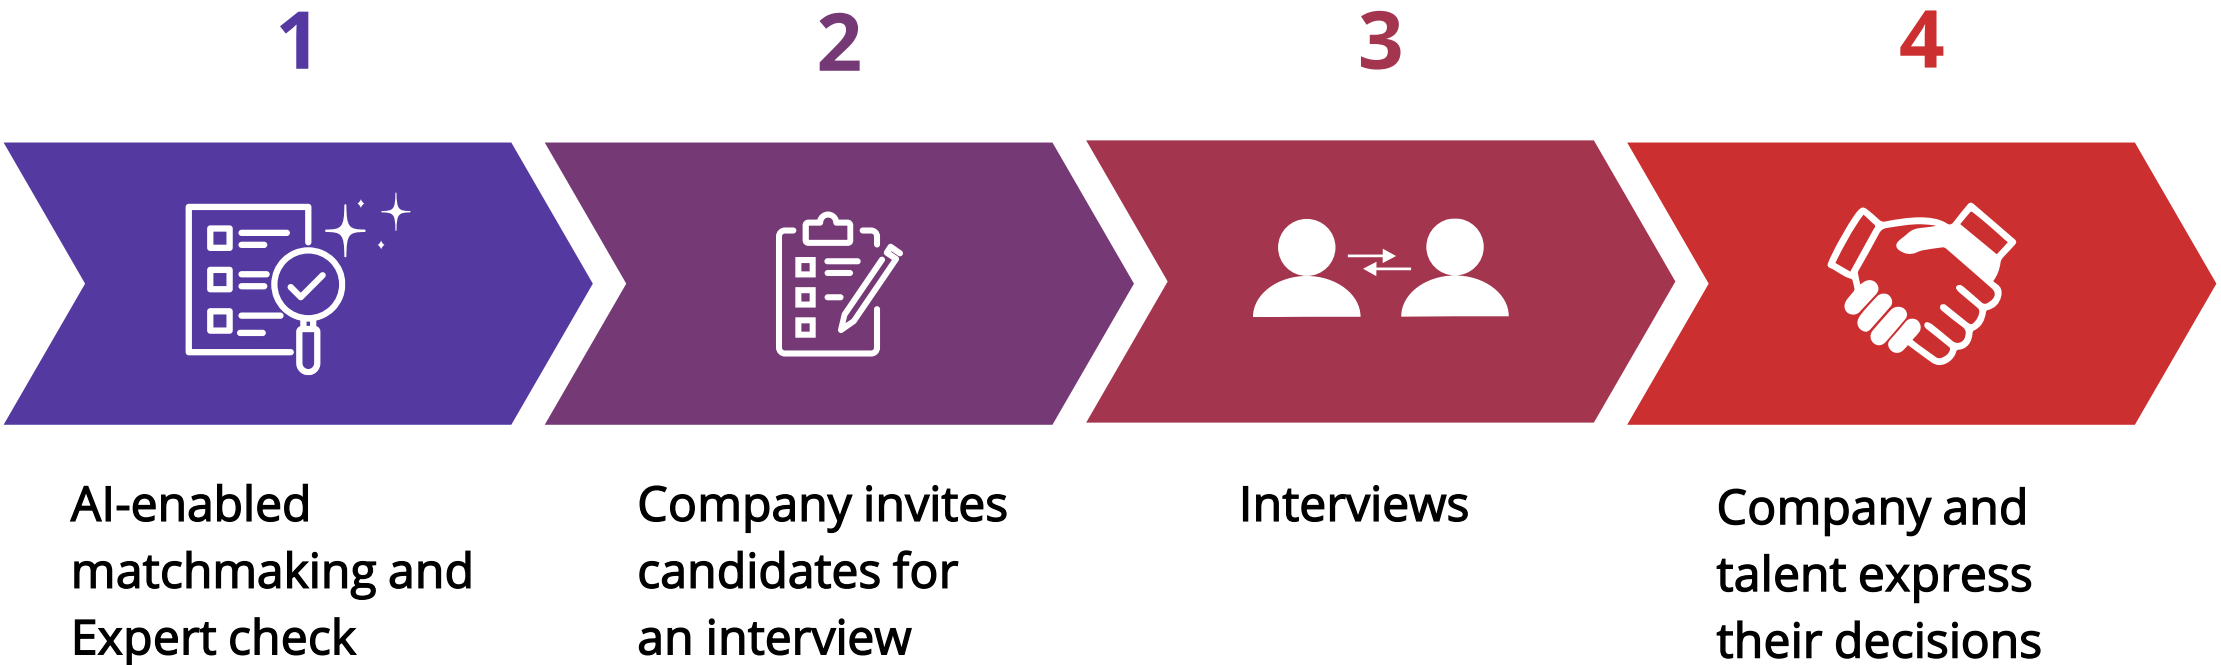 1
2
3
4
AI-enabled
matchmaking and
Expert check
Company invites
candidates for
an interview
Interviews
Company and
talent express
their decisions